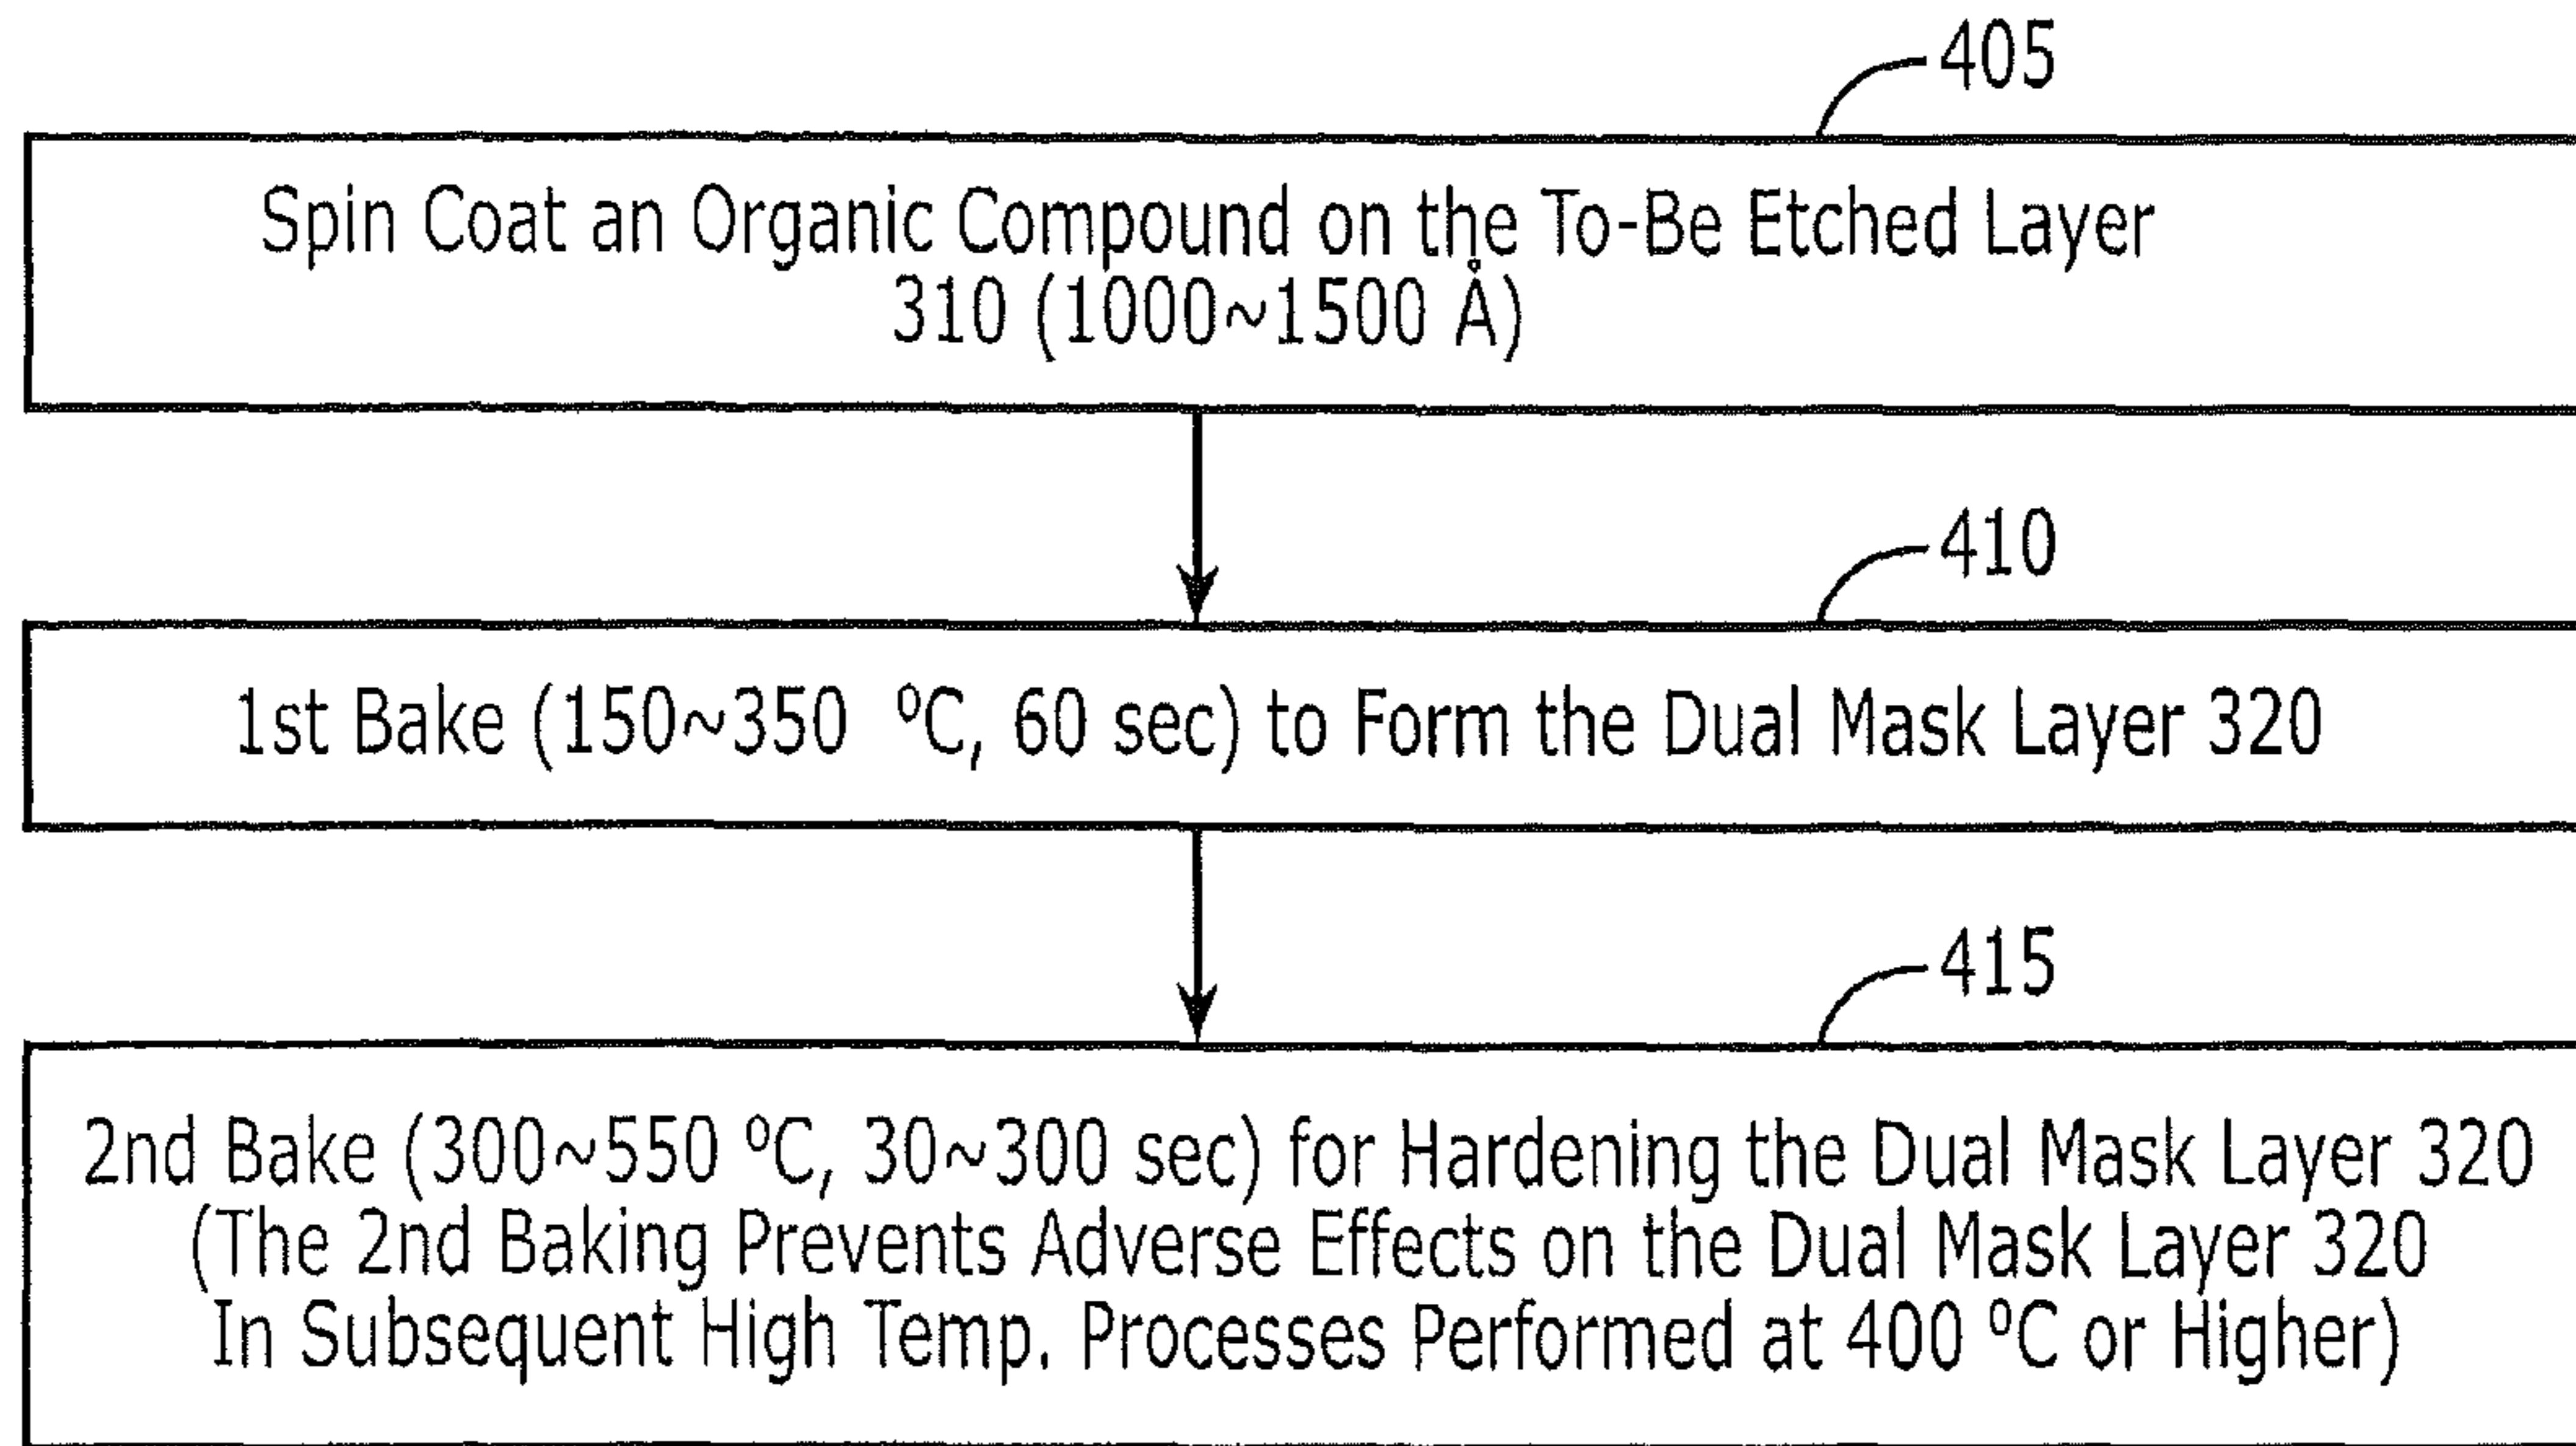 405
Spin Coat an Organic Compound on the To-Be Etched Layer
310 (1000~1500 Å)
410
1st Bake (150~350 ºC, 60 sec) to Form the Dual Mask Layer 320
415
2nd Bake (300~550 ºC, 30~300 sec) for Hardening the Dual Mask Layer 320
(The 2nd Baking Prevents Adverse Effects on the Dual Mask Layer 320
In Subsequent High Temp. Processes Performed at 400 ºC or Higher)